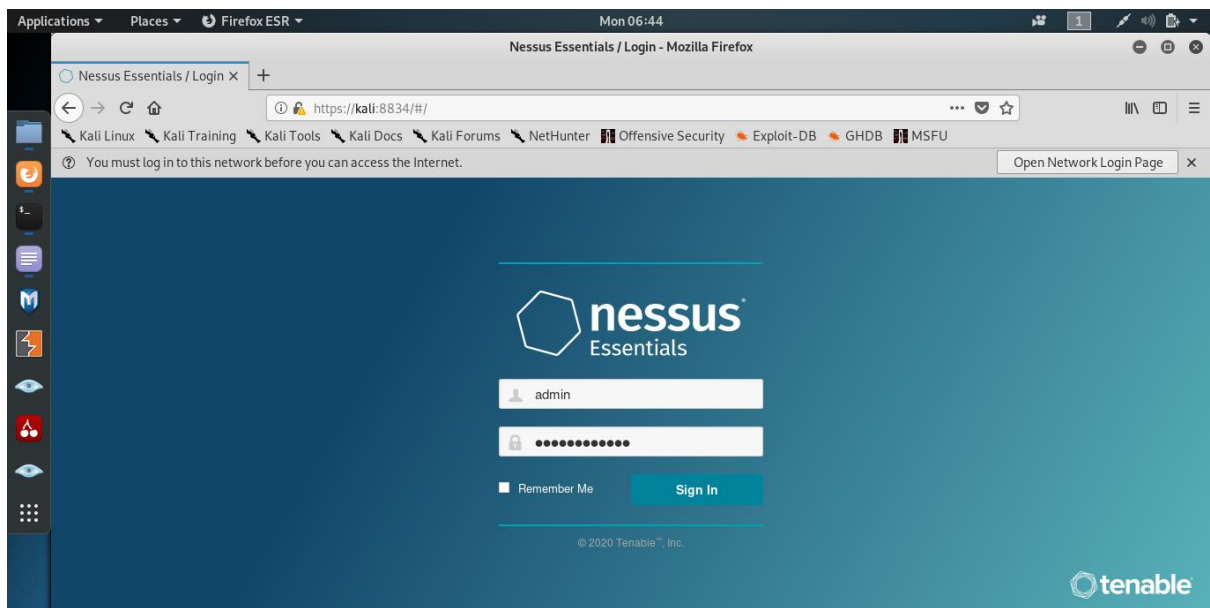 Applications Places Firefox ESR Mon 06:44 1
Nessus Essentials / Login - Mozilla Firefox
Nessus Essentials / Login × +
https://kali:8834/#/
Kali Linux Kali Training Kali Tools Kali Docs Kali Forums NetHunter Offensive Security Exploit-DB GHDB MSFU
You must log in to this network before you can access the Internet. Open Network Login Page ×
nessus
Essentials
admin
••••••••••••
Remember Me Sign In
© 2020 Tenable™, Inc.
tenable